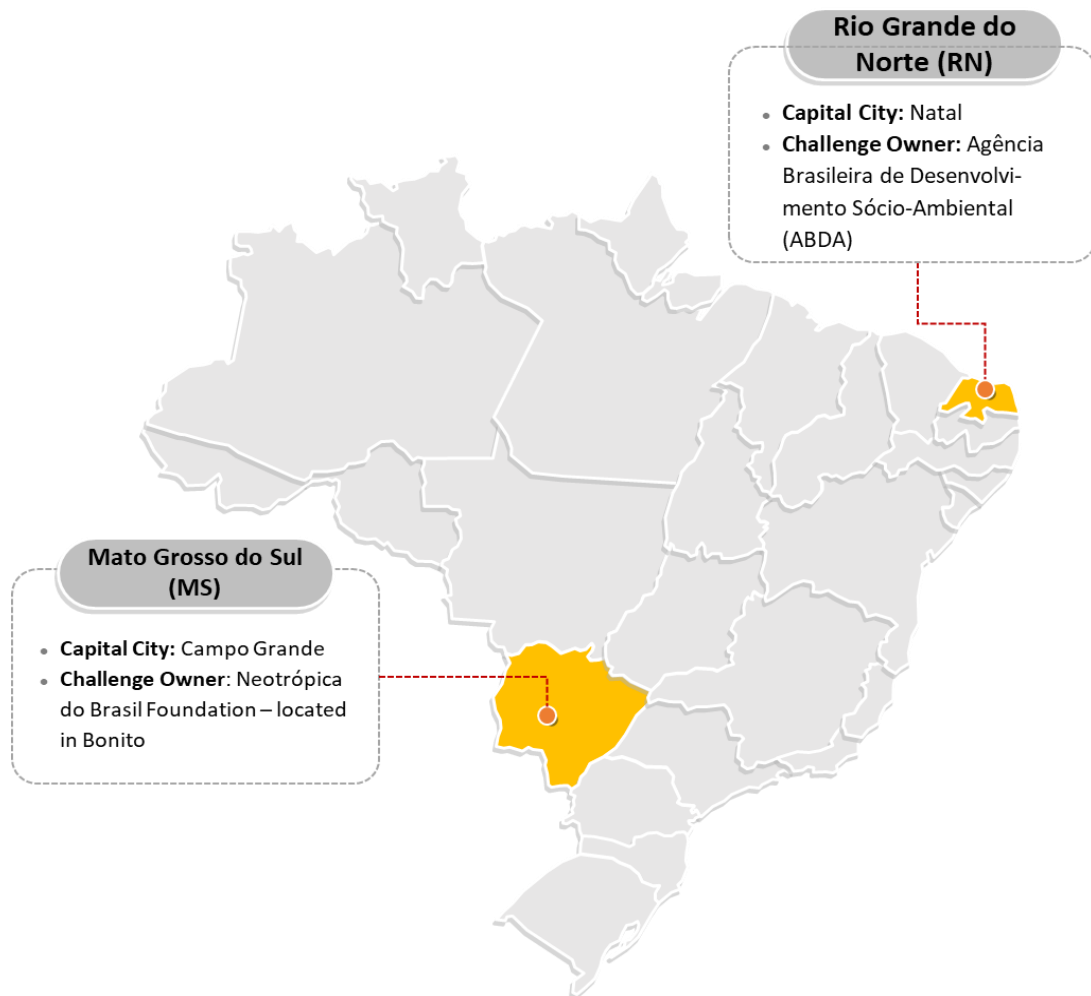 Rio Grande do
Norte (RN)
• Capital City: Natal
• Challenge Owner: Agência
Brasileira de Desenvolvi-
mento Sócio-Ambiental
(ABDA)
Mato Grosso do Sul
(MS)
• Capital City: Campo Grande
• Challenge Owner: Neotrópica
do Brasil Foundation – located
in Bonito